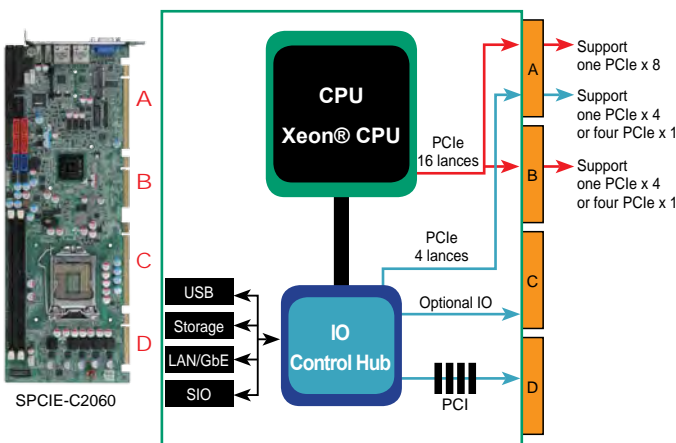 A
B
C
D
SPCIE-C2060
CPU
Xeon® CPU
PCIe
16 lances
PCIe
4 lances
Optional IO
IO
Control Hub
PCI
USB
Storage
LAN/GbE
SIO
A
B
C
D
Support
one PCIe x 8
Support
one PCIe x 4
or four PCIe x 1
Support
one PCIe x 4
or four PCIe x 1